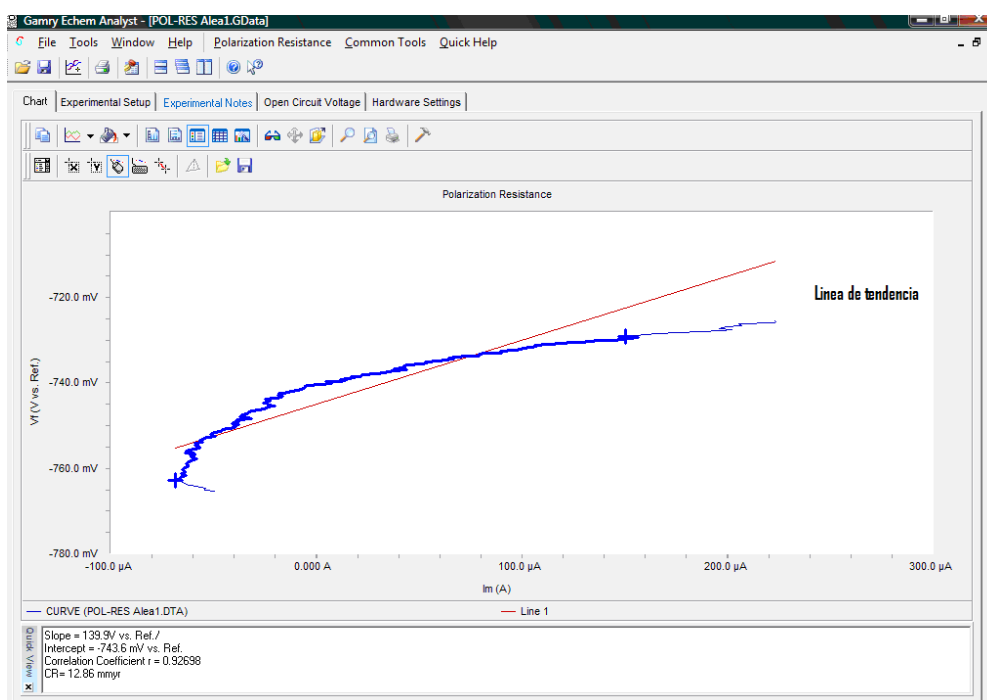 Gamry Echem Analyst - [POL-RES Alea1.GData]
File Tools Window Help Polarization Resistance Common Tools Quick Help
Chart Experimental Setup Experimental Notes Open Circuit Voltage Hardware Settings
Polarization Resistance
Linea de tendencia
-720.0 mV
-740.0 mV
-760.0 mV
-780.0 mV
Vf (V vs. Ref.)
-100.0 µA 0.000 A 100.0 µA 200.0 µA 300.0 µA
Im (A)
CURVE (POL-RES Alea1.DTA) Line 1
Quick View
Slope = 139.9V vs. Ref./
Intercept = -743.6 mV vs. Ref.
Correlation Coefficient r = 0.92698
CR= 12.86 mmyr